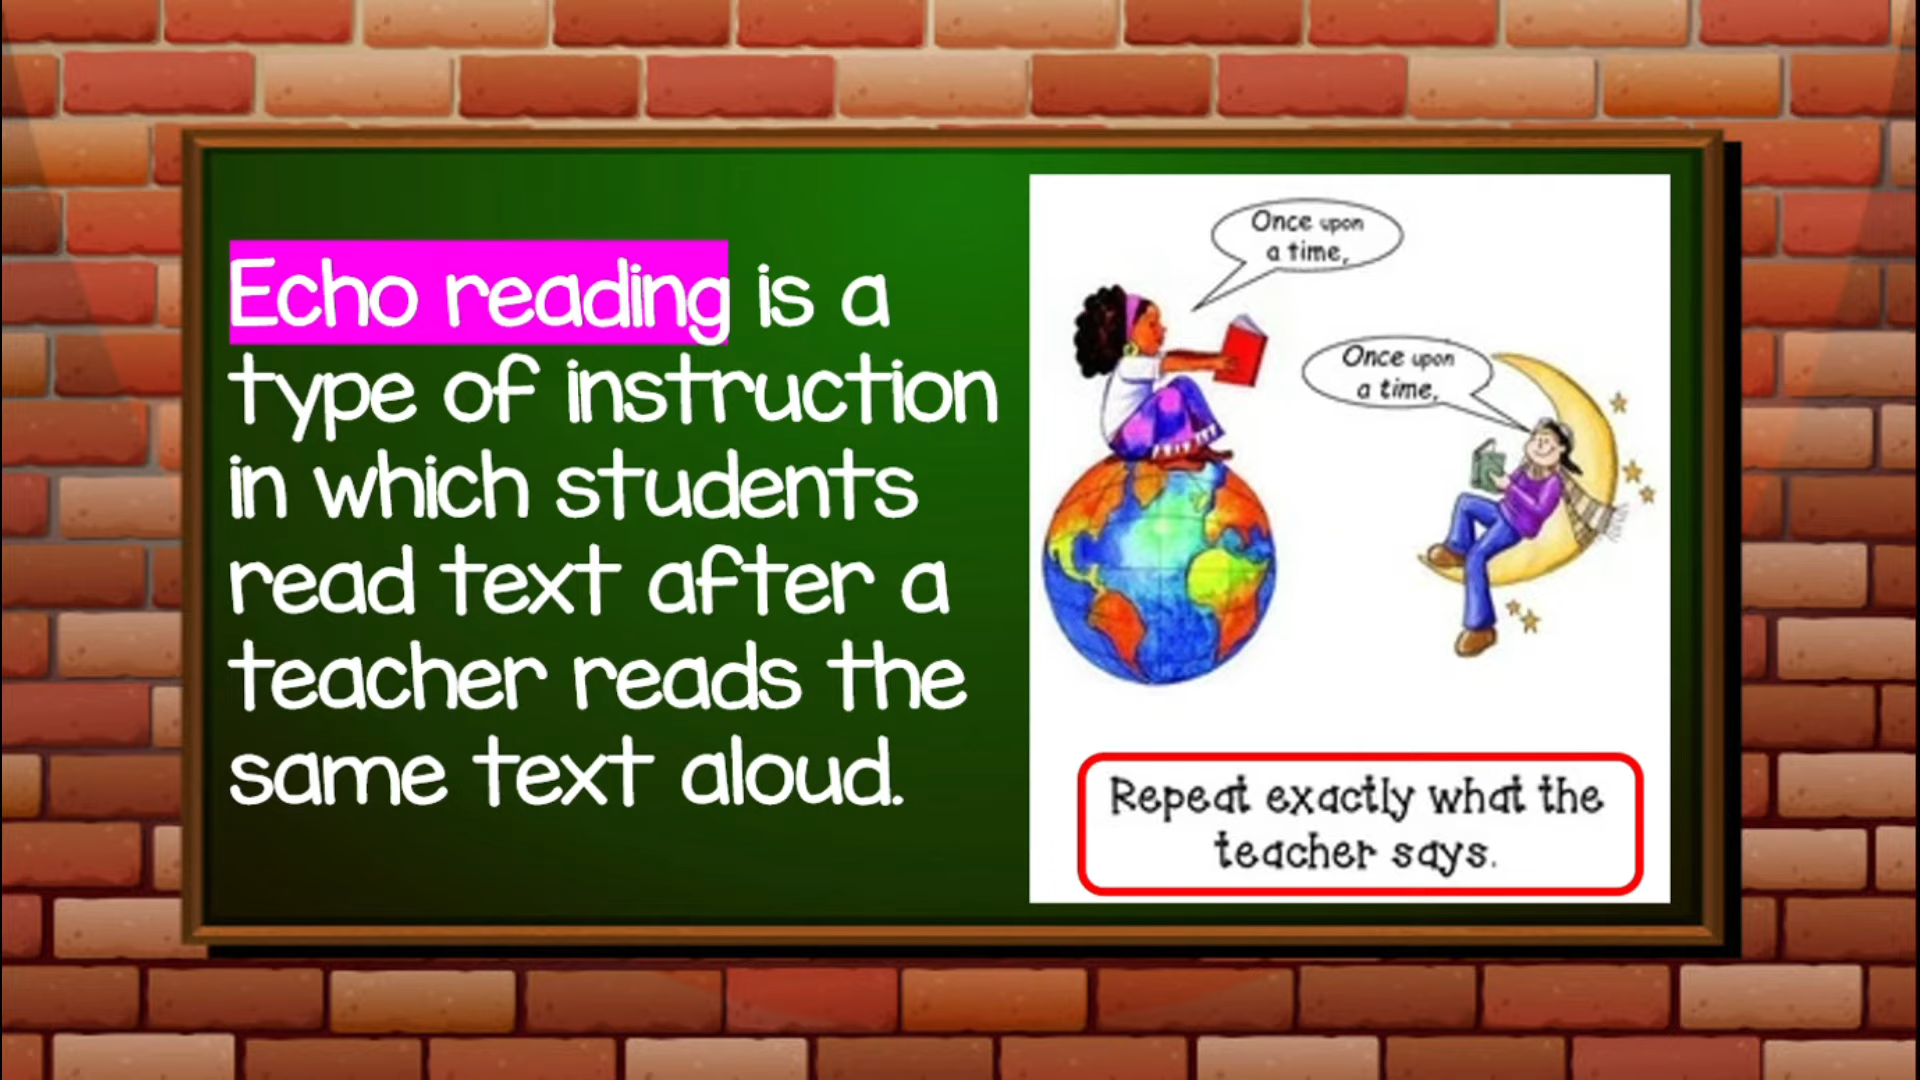 Echo reading is a
type of instruction
in which students
read text after a
teacher reads the
same text aloud.
Once upon
a time,
Once upon
a time,
Repeat exactly what the
teacher says.